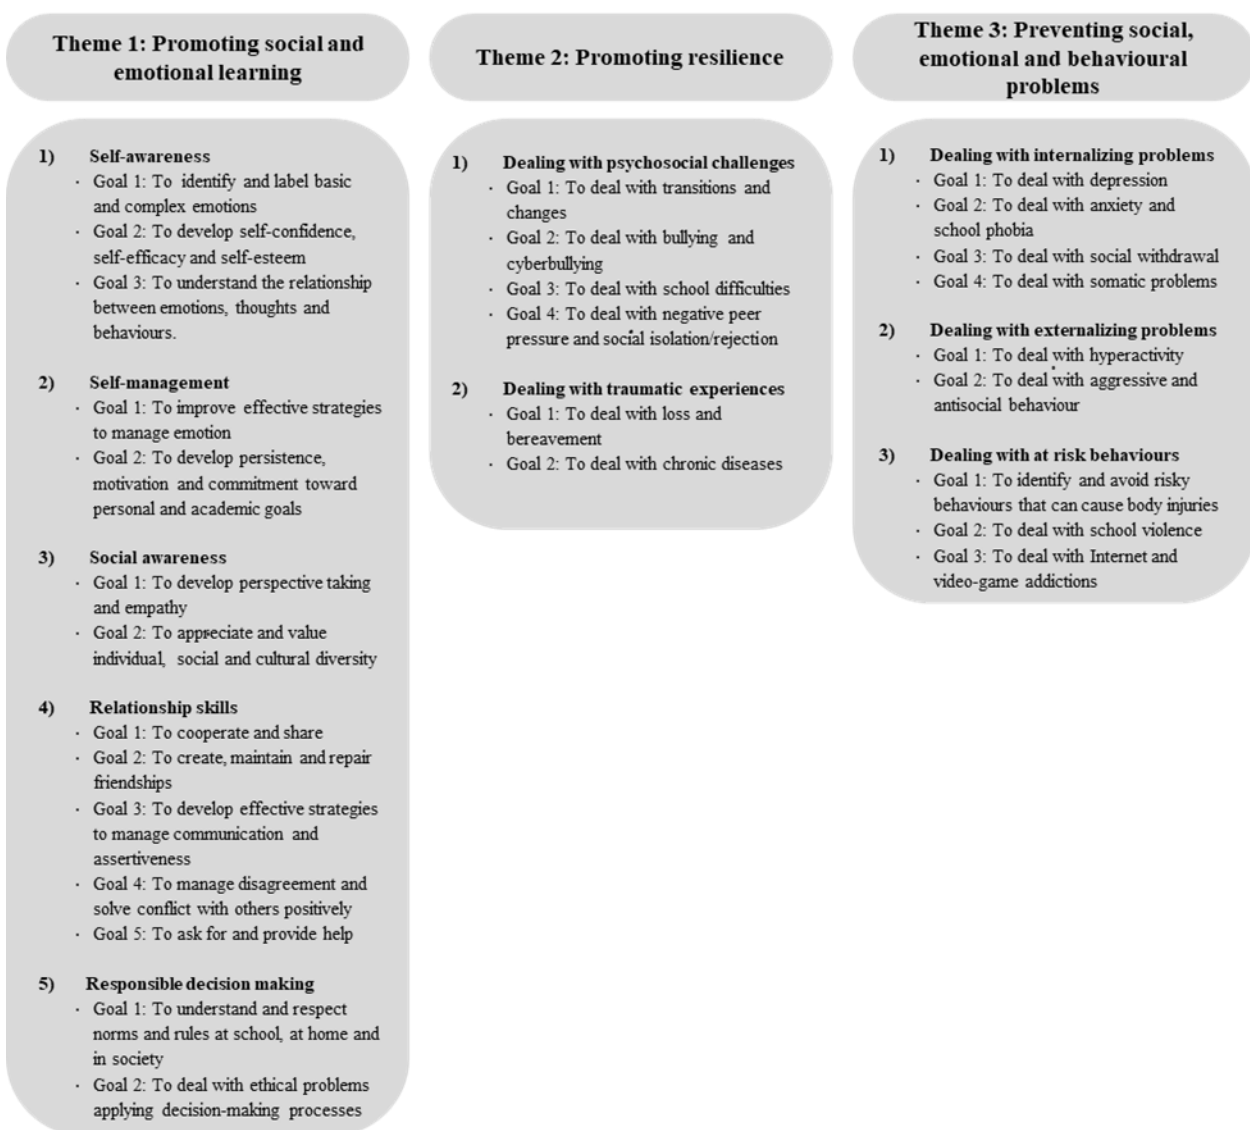 Theme 1: Promoting social and
emotional learning
1) Self-awareness
· Goal 1: To identify and label basic
and complex emotions
· Goal 2: To develop self-confidence,
self-efficacy and self-esteem
· Goal 3: To understand the relationship
between emotions, thoughts and
behaviours.
2) Self-management
· Goal 1: To improve effective strategies
to manage emotion
· Goal 2: To develop persistence,
motivation and commitment toward
personal and academic goals
3) Social awareness
· Goal 1: To develop perspective taking
and empathy
· Goal 2: To appreciate and value
individual, social and cultural diversity
4) Relationship skills
· Goal 1: To cooperate and share
· Goal 2: To create, maintain and repair
friendships
· Goal 3: To develop effective strategies
to manage communication and
assertiveness
· Goal 4: To manage disagreement and
solve conflict with others positively
· Goal 5: To ask for and provide help
5) Responsible decision making
· Goal 1: To understand and respect
norms and rules at school, at home and
in society
· Goal 2: To deal with ethical problems
applying decision-making processes
Theme 2: Promoting resilience
1) Dealing with psychosocial challenges
· Goal 1: To deal with transitions and
changes
· Goal 2: To deal with bullying and
cyberbullying
· Goal 3: To deal with school difficulties
· Goal 4: To deal with negative peer
pressure and social isolation/rejection
2) Dealing with traumatic experiences
· Goal 1: To deal with loss and
bereavement
· Goal 2: To deal with chronic diseases
Theme 3: Preventing social,
emotional and behavioural
problems
1) Dealing with internalizing problems
· Goal 1: To deal with depression
· Goal 2: To deal with anxiety and
school phobia
· Goal 3: To deal with social withdrawal
· Goal 4: To deal with somatic problems
2) Dealing with externalizing problems
· Goal 1: To deal with hyperactivity
· Goal 2: To deal with aggressive and
antisocial behaviour
3) Dealing with at risk behaviours
· Goal 1: To identify and avoid risky
behaviours that can cause body injuries
· Goal 2: To deal with school violence
· Goal 3: To deal with Internet and
video-game addictions